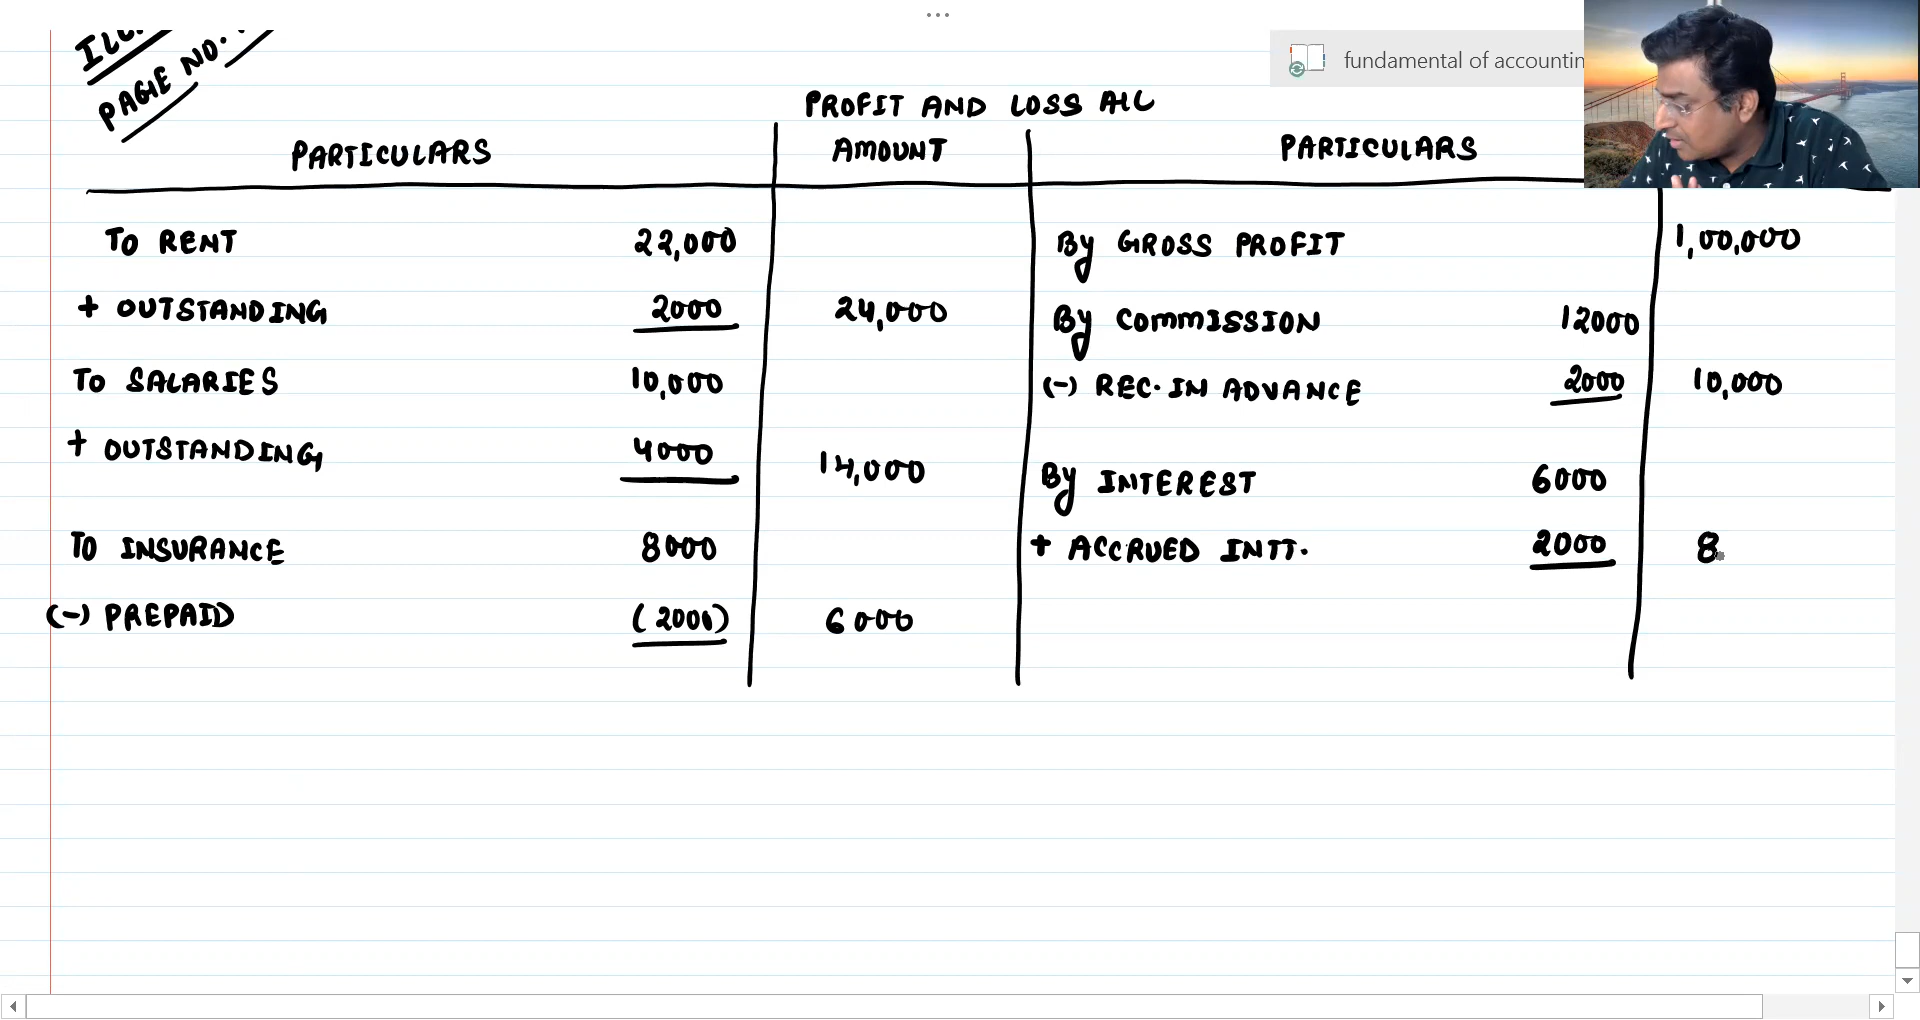 PAGE NO.
fundamental of accountin
PROFIT AND LOSS A/C
PARTICULARS AMOUNT PARTICULARS
TO RENT 22,000 By GROSS PROFIT 1,00,000
+ OUTSTANDING 2000 24,000 By COMMISSION 12000
TO SALARIES 10,000 (-) REC. IN ADVANCE 2000 10,000
+ OUTSTANDING 4000 14,000 By INTEREST 6000
TO INSURANCE 8000 + ACCRUED INTT. 2000 8
(-) PREPAID (2000) 6000